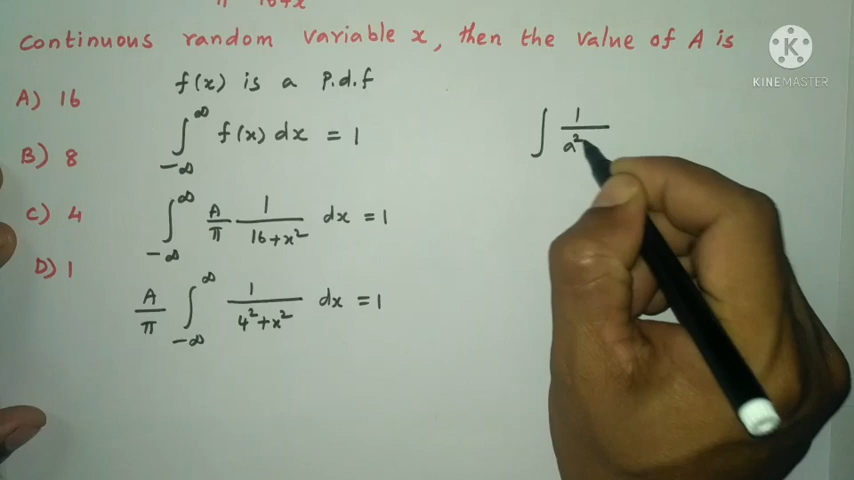 continuous random variable x, then the value of A is
f(x) is a p.d.f
A) 16
∫_{-∞}^{∞} f(x) dx = 1
B) 8
C) 4
∫_{-∞}^{∞} A/π 1/(16+x²) dx = 1
D) 1
A/π ∫_{-∞}^{∞} 1/(4²+x²) dx = 1
∫ 1/a²
K
KINEMASTER